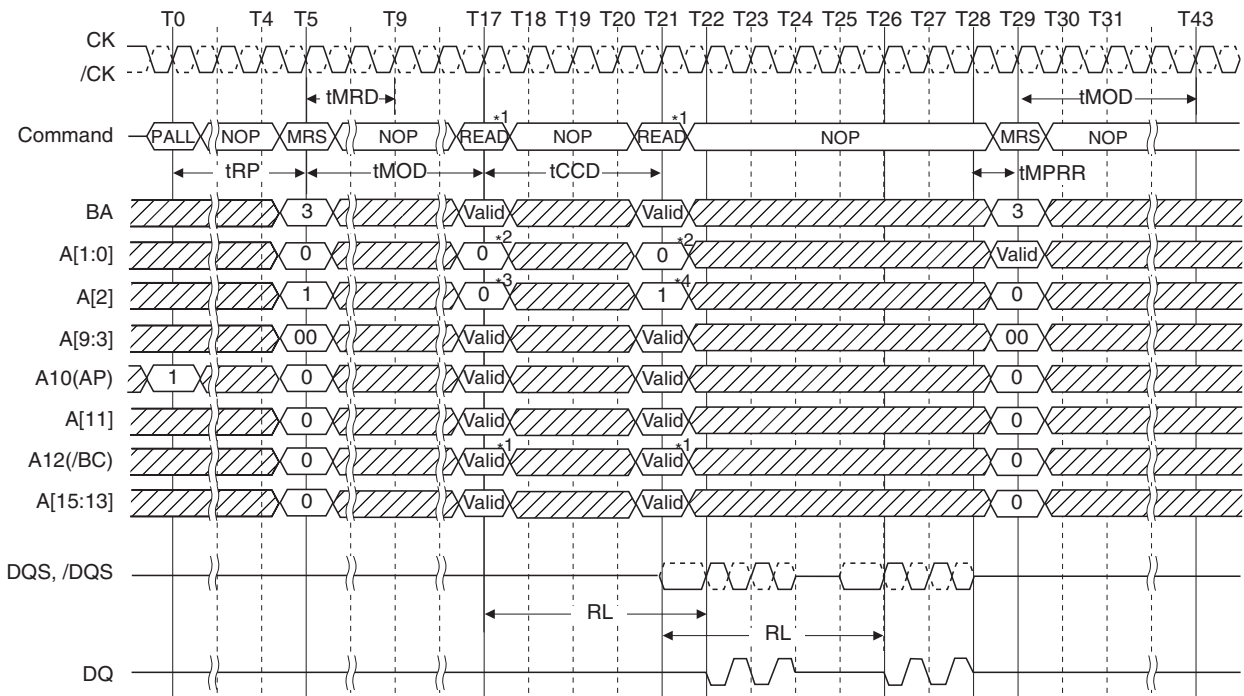 T0 T4 T5 T9 T17 T18 T19 T20 T21 T22 T23 T24 T25 T26 T27 T28 T29 T30 T31 T43
CK
/CK
tMRD tMOD
*1 *1
Command PALL NOP MRS NOP READ NOP READ NOP MRS NOP
tRP tMOD tCCD tMPRR
BA 3 Valid Valid 3
A[1:0] 0 0 *2 0 *2 Valid
A[2] 1 0 *3 1 *4 0
A[9:3] 00 Valid Valid 00
A10(AP) 1 0 Valid Valid 0
A[11] 0 Valid Valid 0
A12(/BC) 0 Valid *1 Valid *1 0
A[15:13] 0 Valid Valid 0
DQS, /DQS
RL
RL
DQ